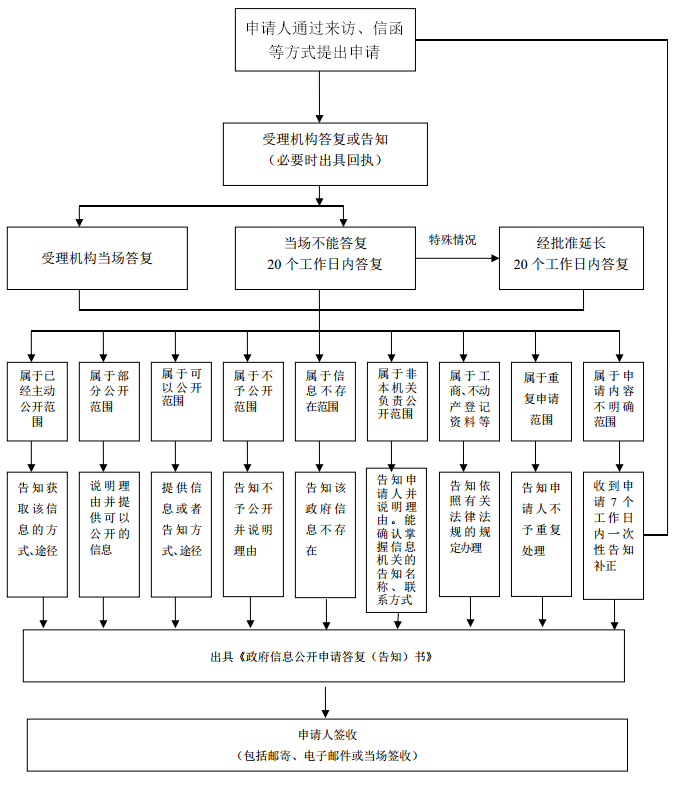 申请人通过来访、信函
等方式提出申请
受理机构答复或告知
（必要时出具回执）
受理机构当场答复
当场不能答复
20 个工作日内答复
特殊情况
经批准延长
20 个工作日内答复
属于已
经主动
公开范
围
属于部
分公开
范围
属于可
以公开
范围
属于不
予公开
范围
属于信
息不存
在范围
属于非
本机关
负责公
开范围
属于工
商、不动
产登记
资料等
属于重
复申请
范围
属于申
请内容
不明确
范围
告知获
取该信
息的方
式、途径
说明理
由并提
供可以
公开的
信息
提供信
息或者
告知方
式、途径
告知不
予公开
并说明
理由
告知该
政府信
息不存
在
告知申
请人并
说明理
由。能
确认掌
握信息
机关的
告知名
称、联
系方式
告知依
照有关
法律法
规的规
定办理
告知申
请人不
予重复
处理
收到申
请 7 个
工作日
内一次
性告知
补正
出具《政府信息公开申请答复（告知）书》
申请人签收
（包括邮寄、电子邮件或当场签收）